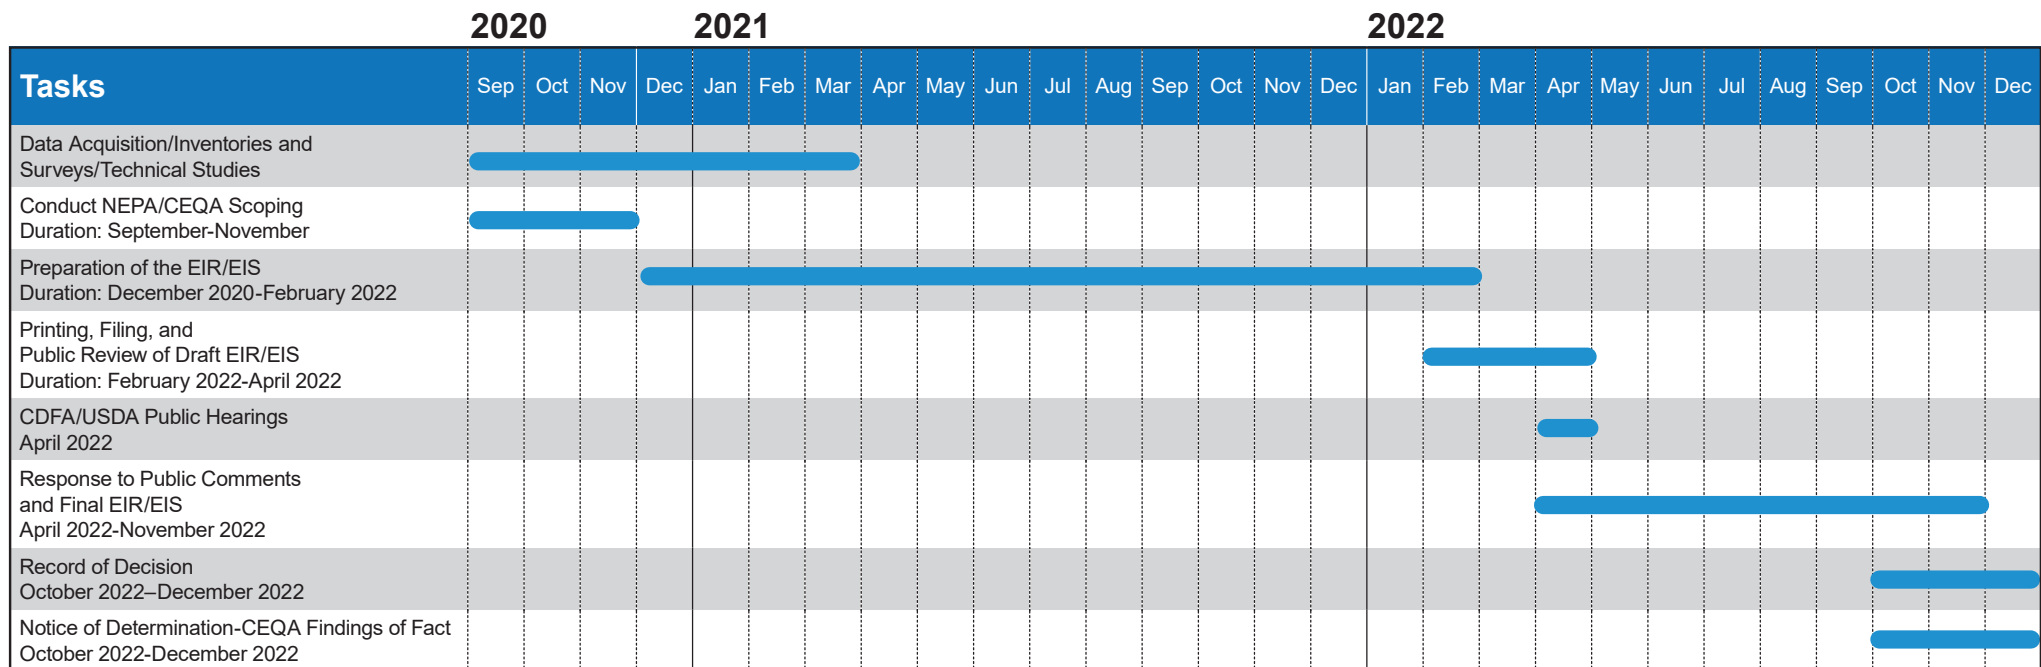 2020 2021 2022
Tasks Sep Oct Nov Dec Jan Feb Mar Apr May Jun Jul Aug Sep Oct Nov Dec Jan Feb Mar Apr May Jun Jul Aug Sep Oct Nov Dec
Data Acquisition/Inventories and
Surveys/Technical Studies
Conduct NEPA/CEQA Scoping
Duration: September-November
Preparation of the EIR/EIS
Duration: December 2020-February 2022
Printing, Filing, and
Public Review of Draft EIR/EIS
Duration: February 2022-April 2022
CDFA/USDA Public Hearings
April 2022
Response to Public Comments
and Final EIR/EIS
April 2022-November 2022
Record of Decision
October 2022–December 2022
Notice of Determination-CEQA Findings of Fact
October 2022-December 2022